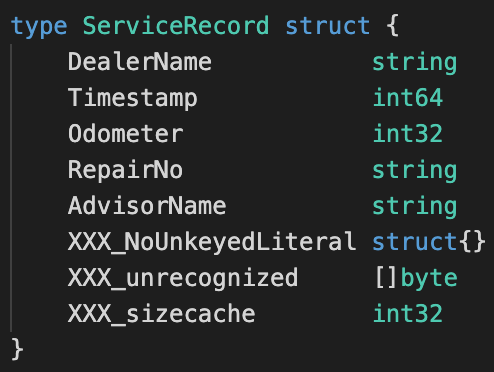 type ServiceRecord struct {
    DealerName           string
    Timestamp            int64
    Odometer             int32
    RepairNo             string
    AdvisorName          string
    XXX_NoUnkeyedLiteral struct{}
    XXX_unrecognized     []byte
    XXX_sizecache        int32
}